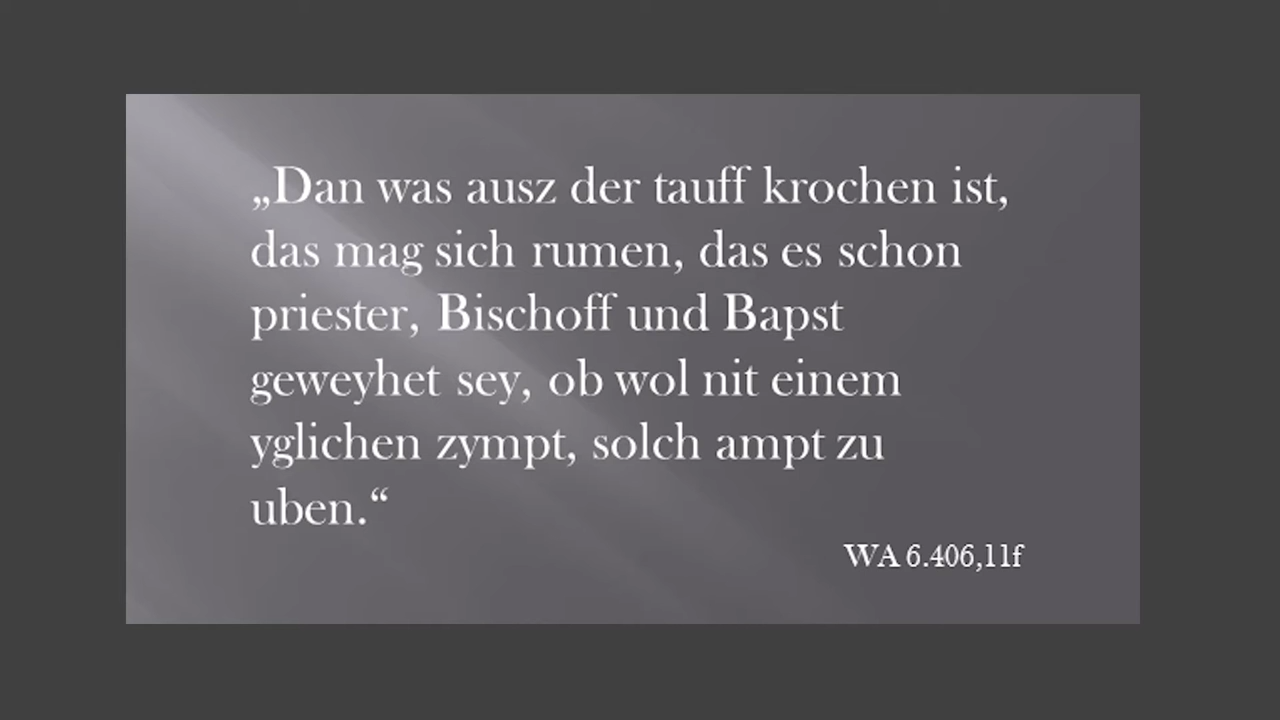 „Dan was ausz der tauff krochen ist,
das mag sich rumen, das es schon
priester, Bischoff und Bapst
geweyhet sey, ob wol nit einem
yglichen zympt, solch ampt zu
uben.“
WA 6.406,11f